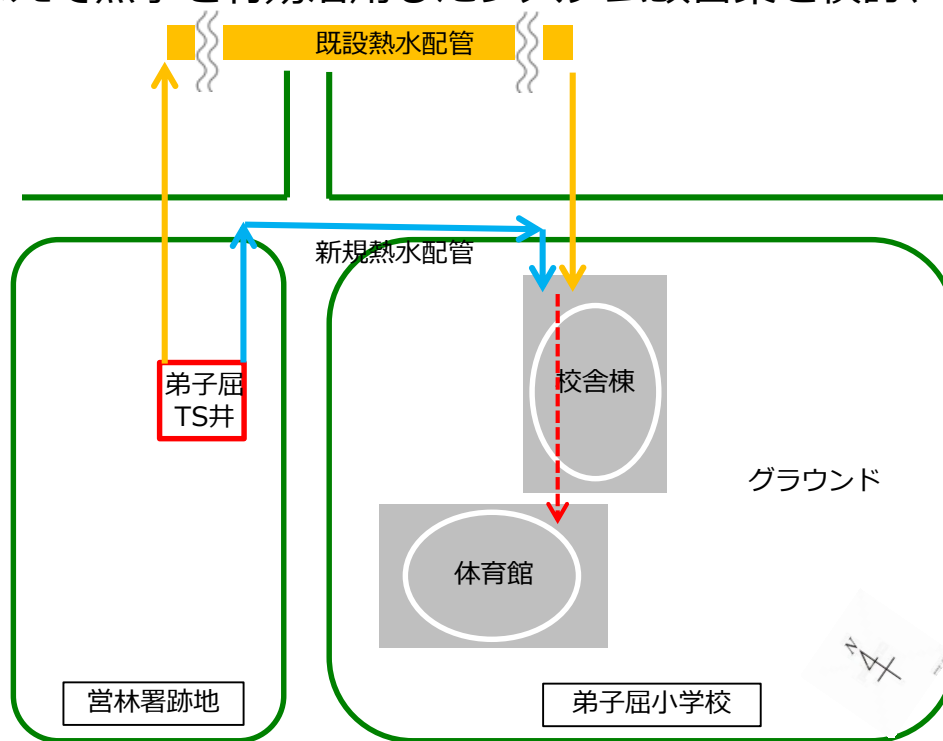 既設熱水配管
新規熱水配管
弟子屈
TS井
校舎棟
グラウンド
体育館
N
営林署跡地
弟子屈小学校